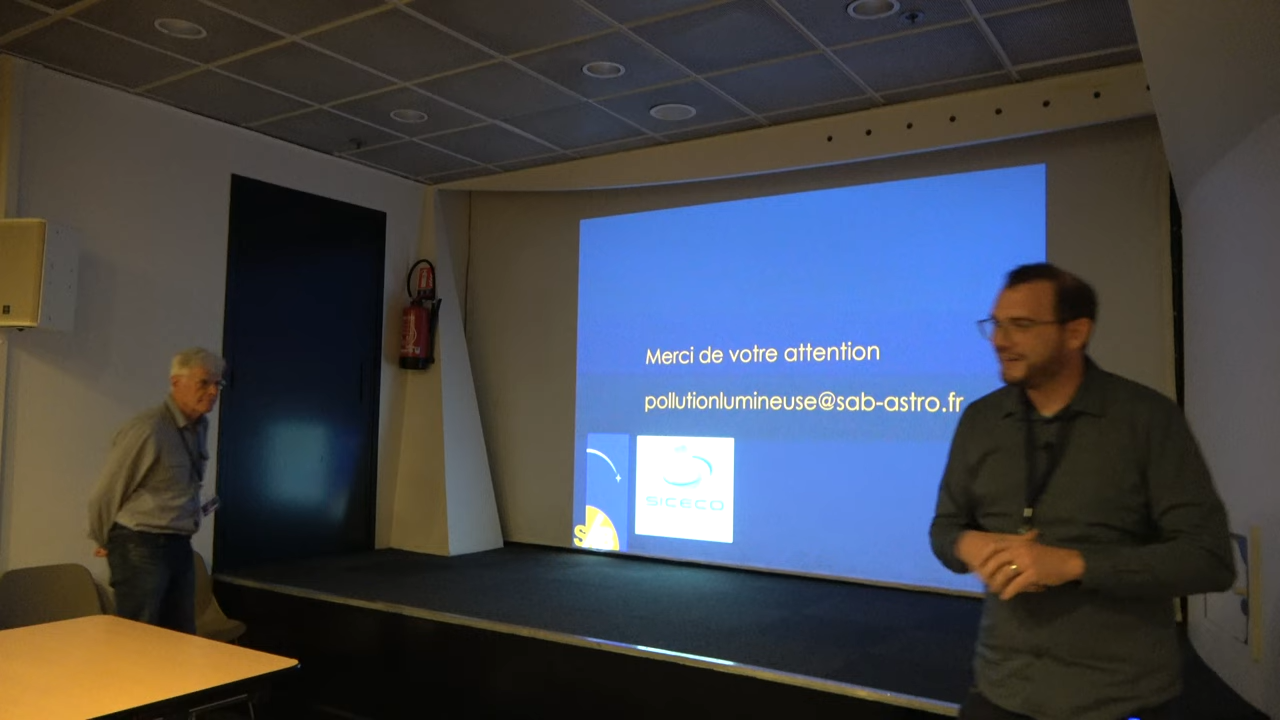 Merci de votre attention
pollutionlumineuse@sab-astro.fr
siceco